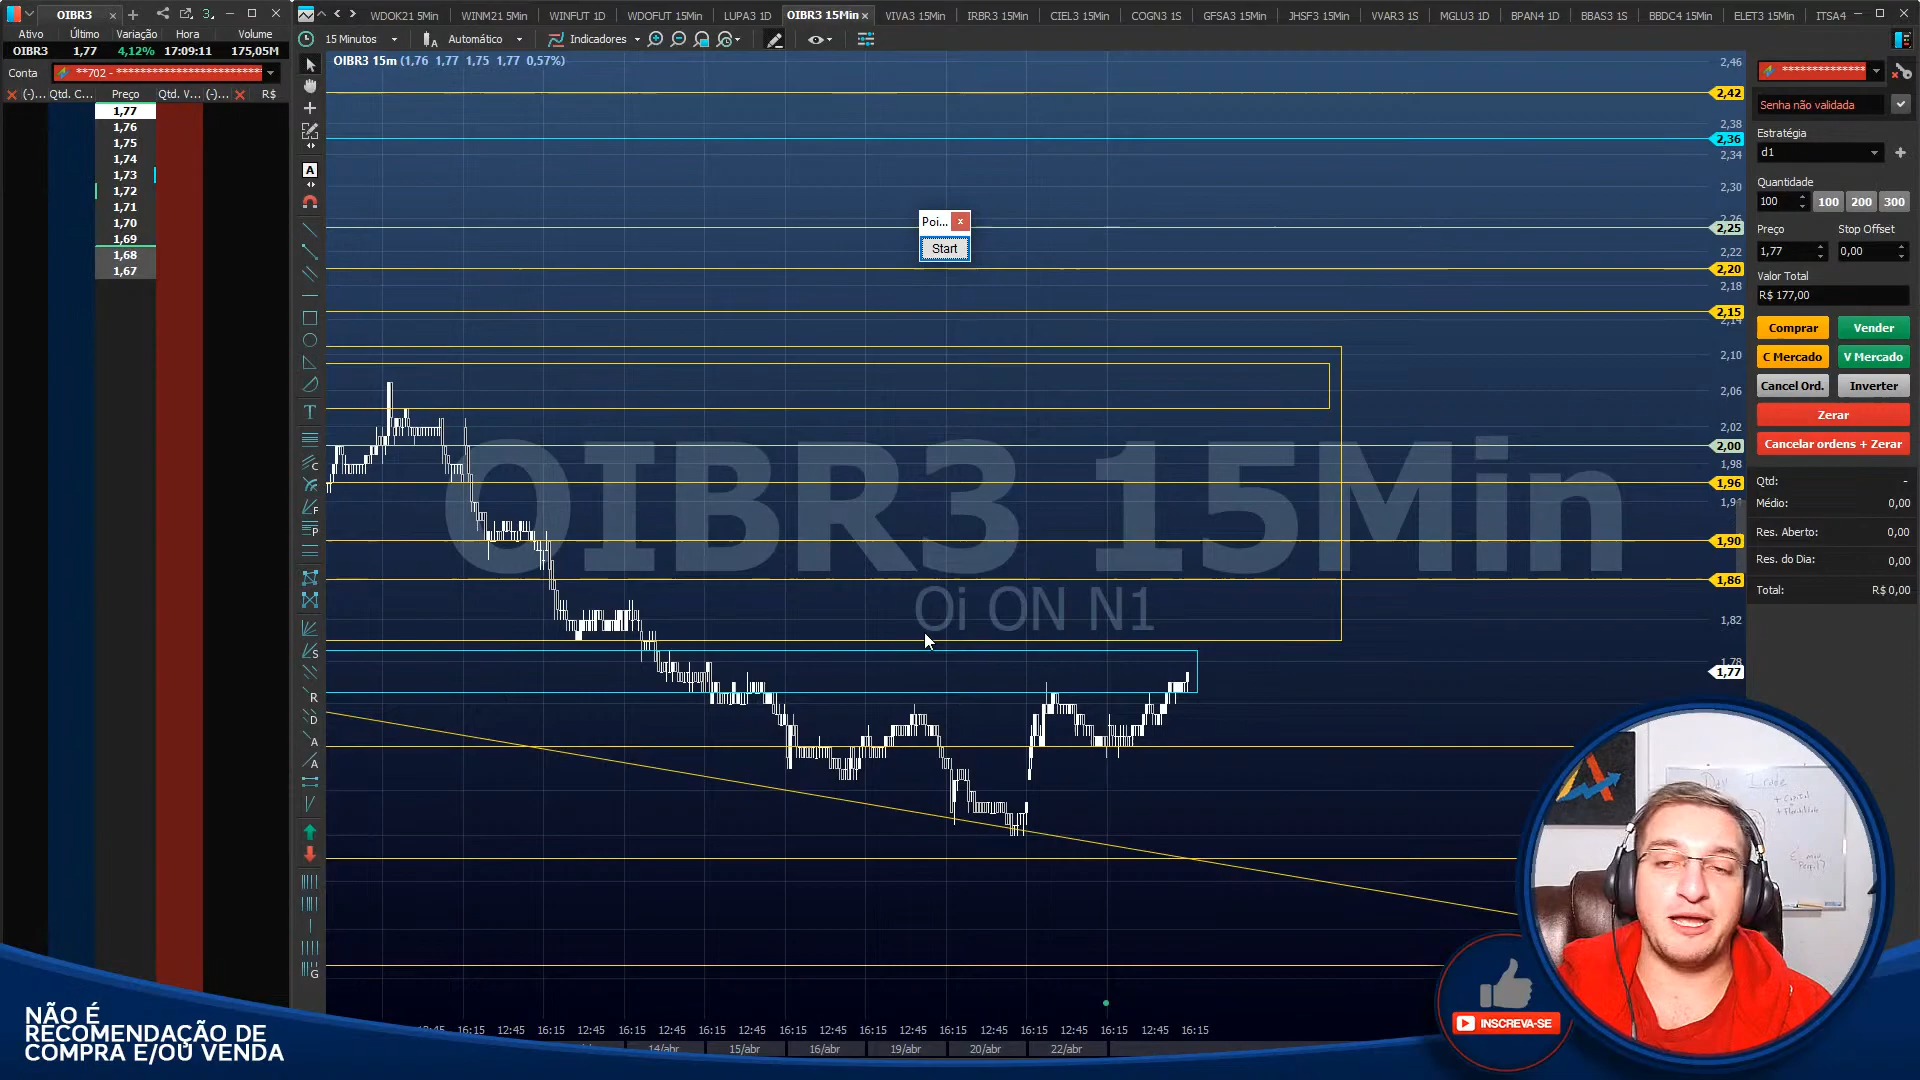 OIBR3
Ativo Último Variação Hora Volume
OIBR3 1,77 4,12% 17:09:11 175,05M
Conta **702 - **************************
(-)... Qtd. C... Preço Qtd. V... (-)... R$
1,77
1,76
1,75
1,74
1,73
1,72
1,71
1,70
1,69
1,68
1,67
WDOK21 5Min WINM21 5Min WINFUT 1D WDOFUT 15Min LUPA3 1D OIBR3 15Min VIVA3 15Min IRBR3 15Min CIEL3 15Min COGN3 1S GFSA3 15Min JHSF3 15Min VVAR3 1S MGLU3 1D BPAN4 1D BBAS3 1S BBDC4 15Min ELET3 15Min ITSA4
15 Minutos Automático Indicadores
OIBR3 15m (1,76 1,77 1,75 1,77 0,57%)
Poi...
Start
OIBR3 15Min
Oi ON N1
2,46
2,42
2,38
2,36
2,34
2,30
2,26
2,25
2,22
2,20
2,18
2,15
2,14
2,10
2,06
2,02
2,00
1,98
1,96
1,94
1,90
1,86
1,82
1,78
1,77
**************
Senha não validada
Estratégia
d1
Quantidade
100 100 200 300
Preço Stop Offset
1,77 0,00
Valor Total
R$ 177,00
Comprar Vender
C Mercado V Mercado
Cancel Ord. Inverter
Zerar
Cancelar ordens + Zerar
Qtd: -
Médio: 0,00
Res. Aberto: 0,00
Res. do Dia: 0,00
Total: R$ 0,00
16:15 12:45 16:15 12:45 16:15 12:45 16:15 12:45 16:15 12:45 16:15 12:45 16:15 12:45 16:15 12:45 16:15 12:45 16:15
14/abr 15/abr 16/abr 19/abr 20/abr 22/abr
INSCREVA-SE
NÃO É
RECOMENDAÇÃO DE
COMPRA E/OU VENDA